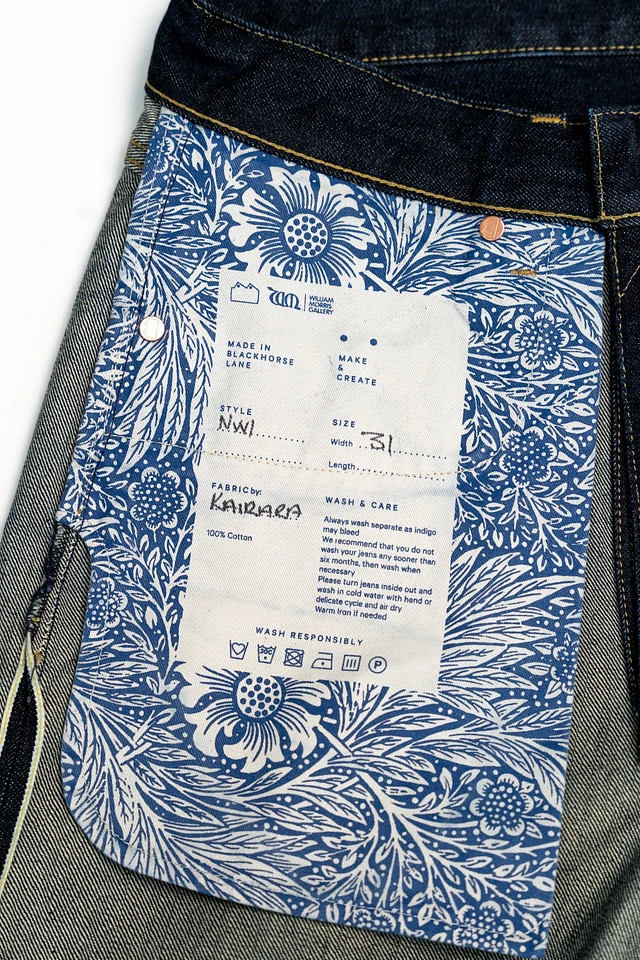 WILLIAM
MORRIS
GALLERY
MADE IN
BLACKHORSE
LANE
MAKE
&
CREATE
STYLE
NW1
SIZE
Width 31
Length
FABRIC by:
KAIHARA
100% Cotton
WASH & CARE
Always wash separate as indigo
may bleed
We recommend that you do not
wash your jeans any sooner than
six months, then wash when
necessary
Please turn jeans inside out and
wash in cold water with hand or
delicate cycle and air dry
Warm Iron if needed
WASH RESPONSIBLY
P